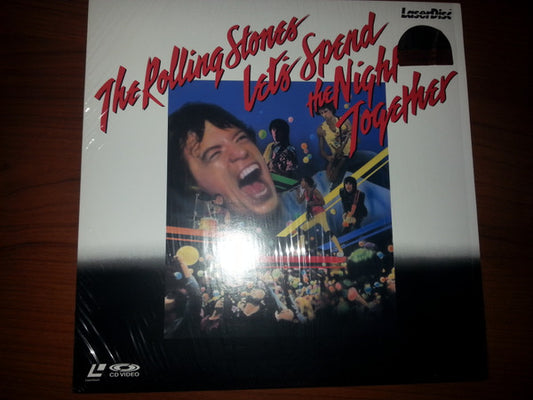 LaserDisc
The Rolling Stones
Let's Spend
the Night
Together
CD VIDEO